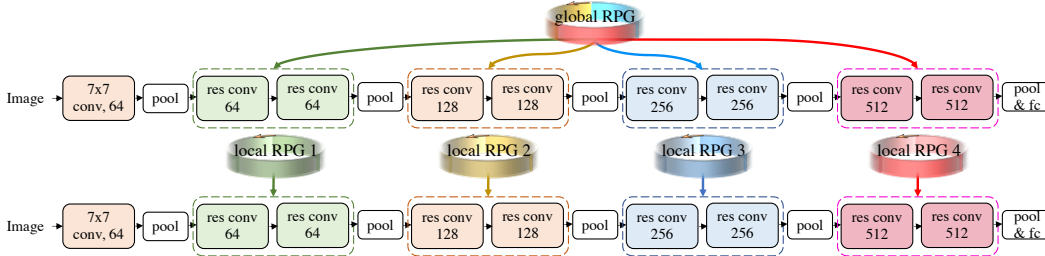 global RPG
Image
7x7
conv, 64
pool
res conv
64
res conv
64
pool
res conv
128
res conv
128
pool
res conv
256
res conv
256
pool
res conv
512
res conv
512
pool
& fc
local RPG 1
local RPG 2
local RPG 3
local RPG 4
Image
7x7
conv, 64
pool
res conv
64
res conv
64
pool
res conv
128
res conv
128
pool
res conv
256
res conv
256
pool
res conv
512
res conv
512
pool
& fc